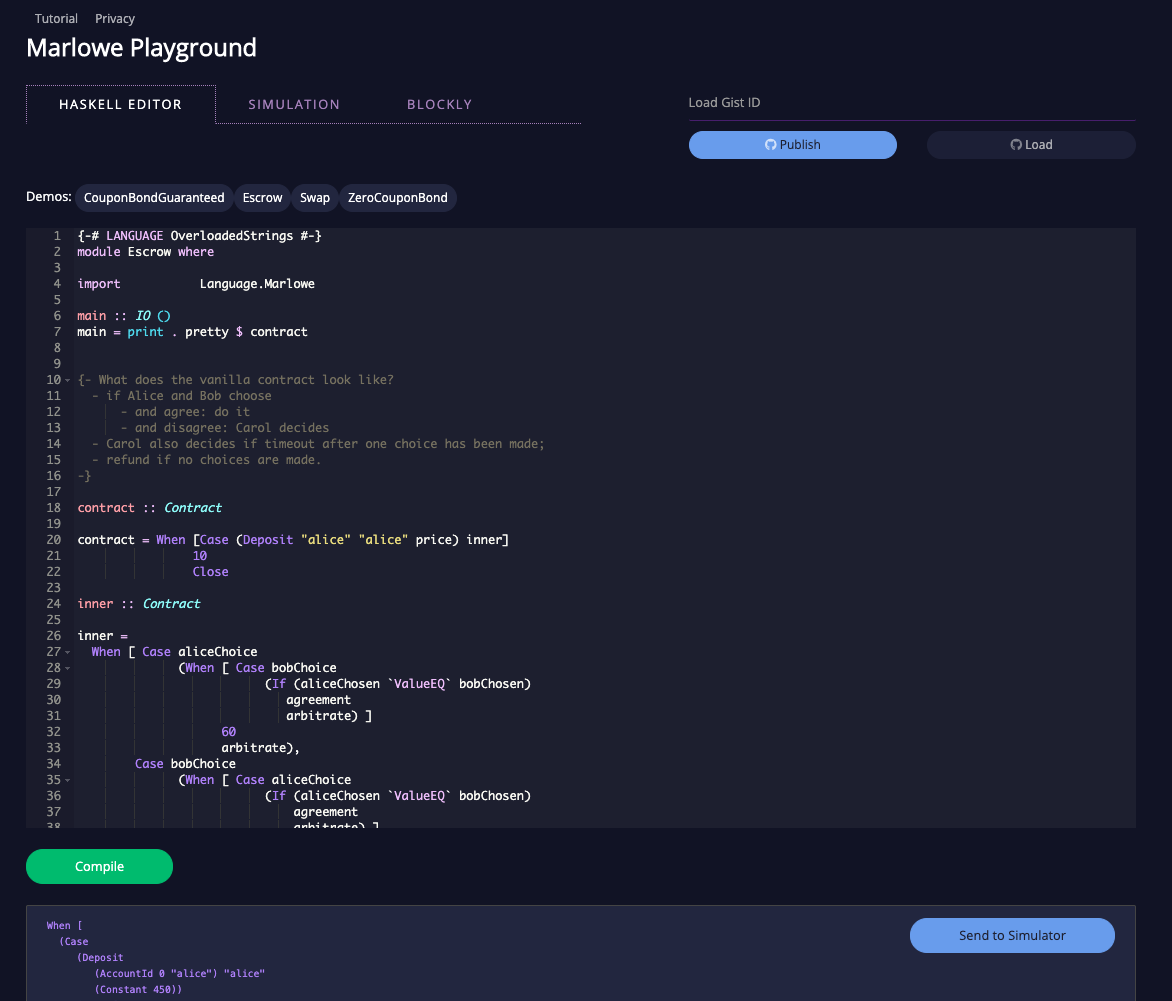 Tutorial Privacy
Marlowe Playground
HASKELL EDITOR SIMULATION BLOCKLY
Load Gist ID
Publish Load
Demos: CouponBondGuaranteed Escrow Swap ZeroCouponBond
1 {-# LANGUAGE OverloadedStrings #-}
2 module Escrow where
3
4 import Language.Marlowe
5
6 main :: IO ()
7 main = print . pretty $ contract
8
9
10 {- What does the vanilla contract look like?
11 - if Alice and Bob choose
12 - and agree: do it
13 - and disagree: Carol decides
14 - Carol also decides if timeout after one choice has been made;
15 - refund if no choices are made.
16 -}
17
18 contract :: Contract
19
20 contract = When [Case (Deposit "alice" "alice" price) inner]
21 10
22 Close
23
24 inner :: Contract
25
26 inner =
27 When [ Case aliceChoice
28 (When [ Case bobChoice
29 (If (aliceChosen `ValueEQ` bobChosen)
30 agreement
31 arbitrate) ]
32 60
33 arbitrate),
34 Case bobChoice
35 (When [ Case aliceChoice
36 (If (aliceChosen `ValueEQ` bobChosen)
37 agreement
38 arbitrate) ]
Compile
When [
(Case
(Deposit
(AccountId 0 "alice") "alice"
(Constant 450))
Send to Simulator